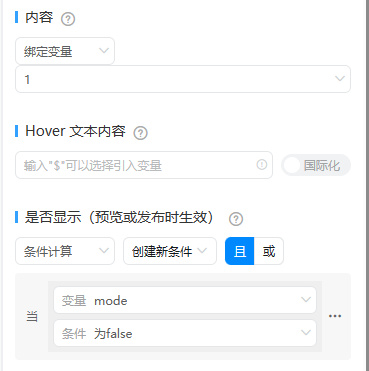 内容
绑定变量
1
Hover 文本内容
输入"$"可以选择引入变量
国际化
是否显示（预览或发布时生效）
条件计算 创建新条件 且 或
当
变量 mode
条件 为false